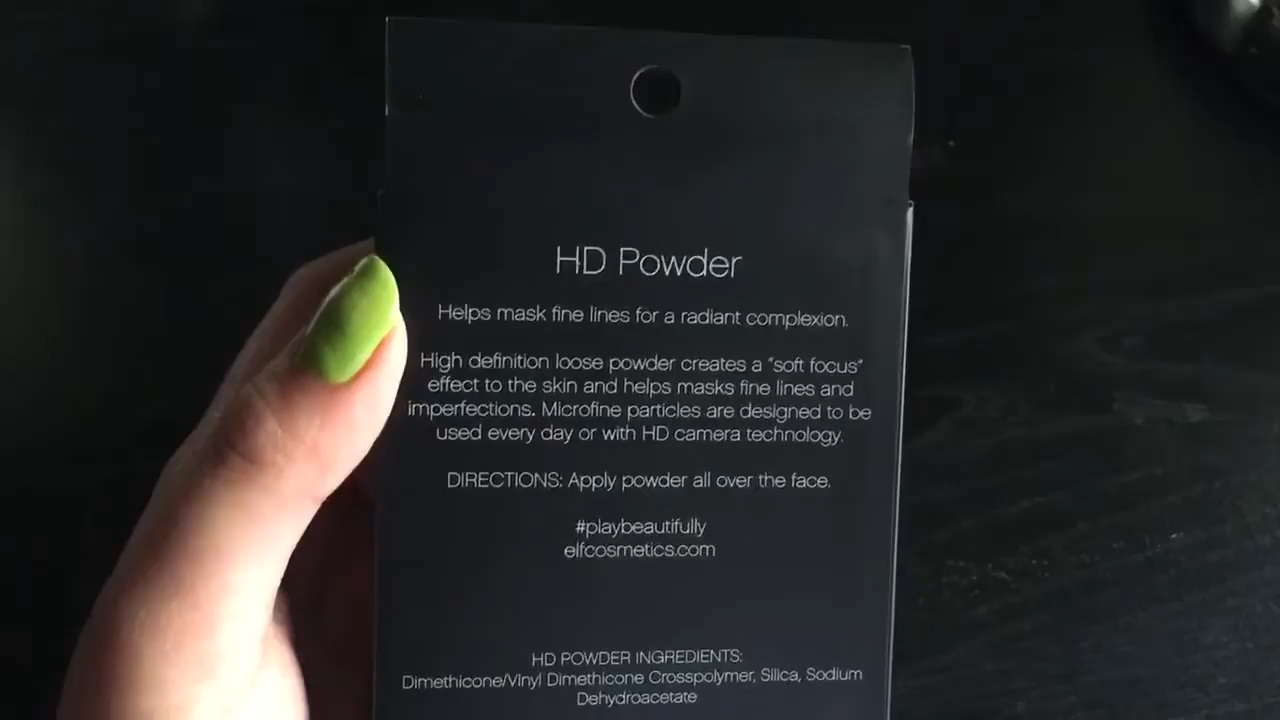 HD Powder
Helps mask fine lines for a radiant complexion.
High definition loose powder creates a "soft focus"
effect to the skin and helps masks fine lines and
imperfections. Microfine particles are designed to be
used every day or with HD camera technology.
DIRECTIONS: Apply powder all over the face.
#playbeautifully
elfcosmetics.com
HD POWDER INGREDIENTS:
Dimethicone/Vinyl Dimethicone Crosspolymer, Silica, Sodium
Dehydroacetate